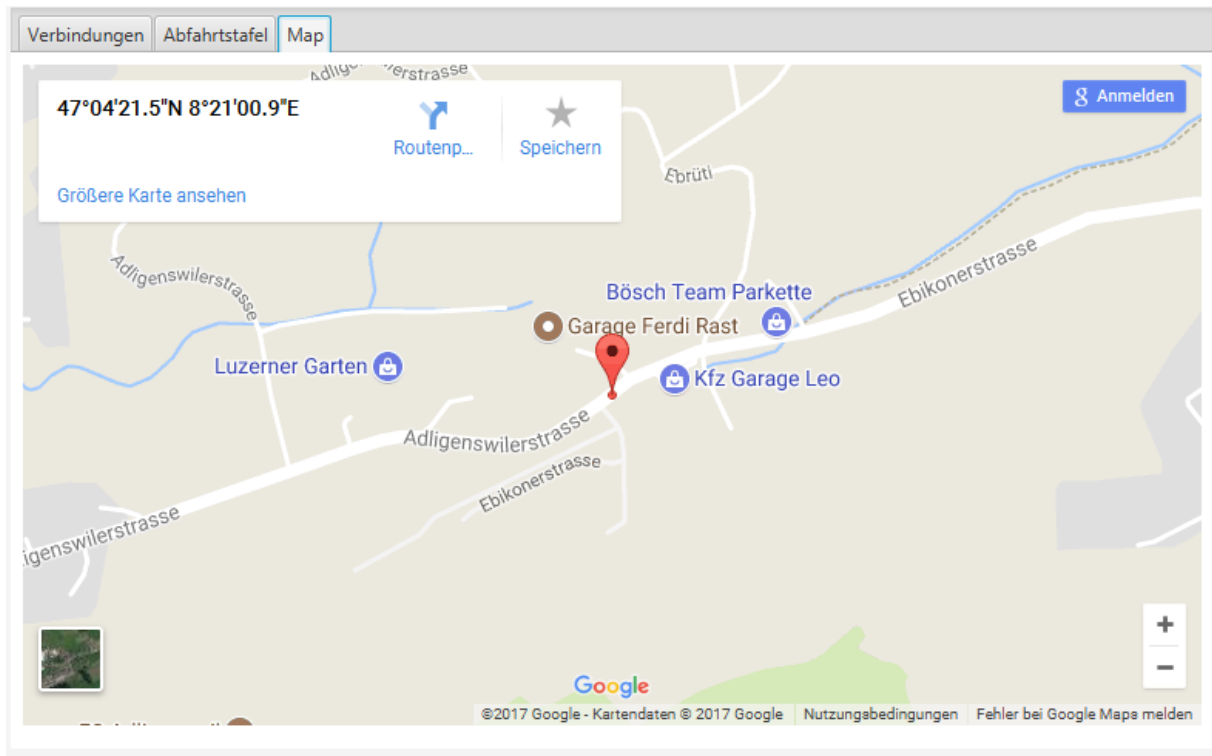 Verbindungen Abfahrtstafel Map
47°04'21.5"N 8°21'00.9"E
Routenp... Speichern
Größere Karte ansehen
g Anmelden
Ebrüti
Adligenswilerstrasse
Ebikonerstrasse
Bösch Team Parkette
Garage Ferdi Rast
Luzerner Garten
Kfz Garage Leo
Adligenswilerstrasse
Ebikonerstrasse
igenswilerstrasse
+
−
Google
©2017 Google - Kartendaten © 2017 Google Nutzungsbedingungen Fehler bei Google Maps melden